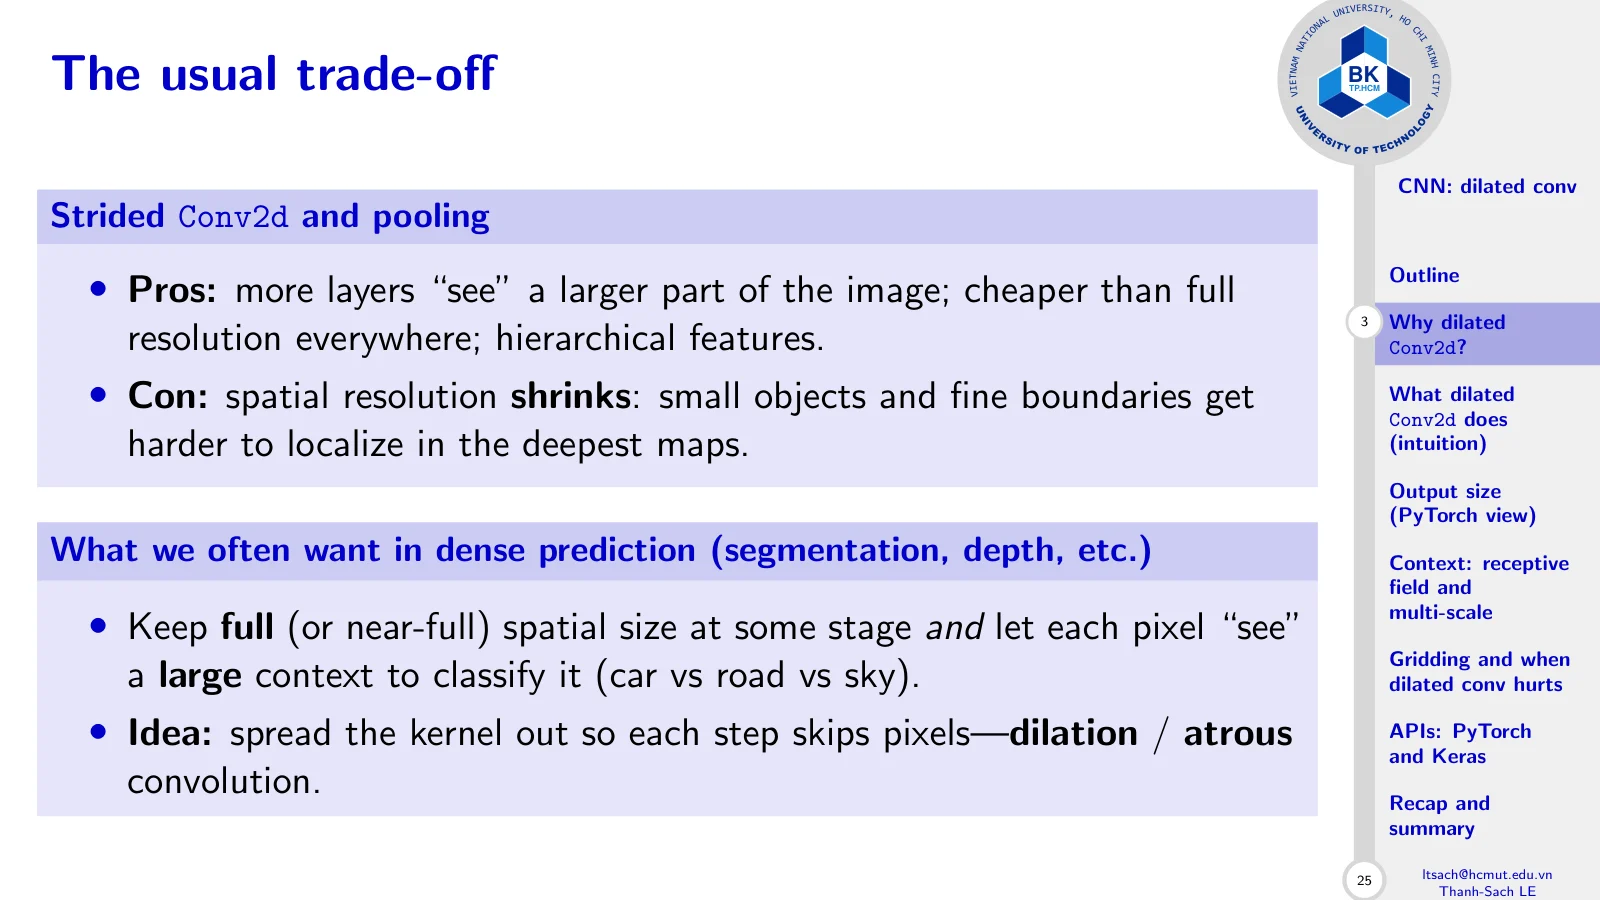 The usual trade-off
VIETNAM NATIONAL UNIVERSITY, HO CHI MINH CITY
BK
TP.HCM
UNIVERSITY OF TECHNOLOGY
Strided Conv2d and pooling
• Pros: more layers “see” a larger part of the image; cheaper than full
resolution everywhere; hierarchical features.
• Con: spatial resolution shrinks: small objects and fine boundaries get
harder to localize in the deepest maps.
What we often want in dense prediction (segmentation, depth, etc.)
• Keep full (or near-full) spatial size at some stage and let each pixel “see”
a large context to classify it (car vs road vs sky).
• Idea: spread the kernel out so each step skips pixels—dilation / atrous
convolution.
CNN: dilated conv
Outline
3
Why dilated
Conv2d?
What dilated
Conv2d does
(intuition)
Output size
(PyTorch view)
Context: receptive
field and
multi-scale
Gridding and when
dilated conv hurts
APIs: PyTorch
and Keras
Recap and
summary
25
ltsach@hcmut.edu.vn
Thanh-Sach LE